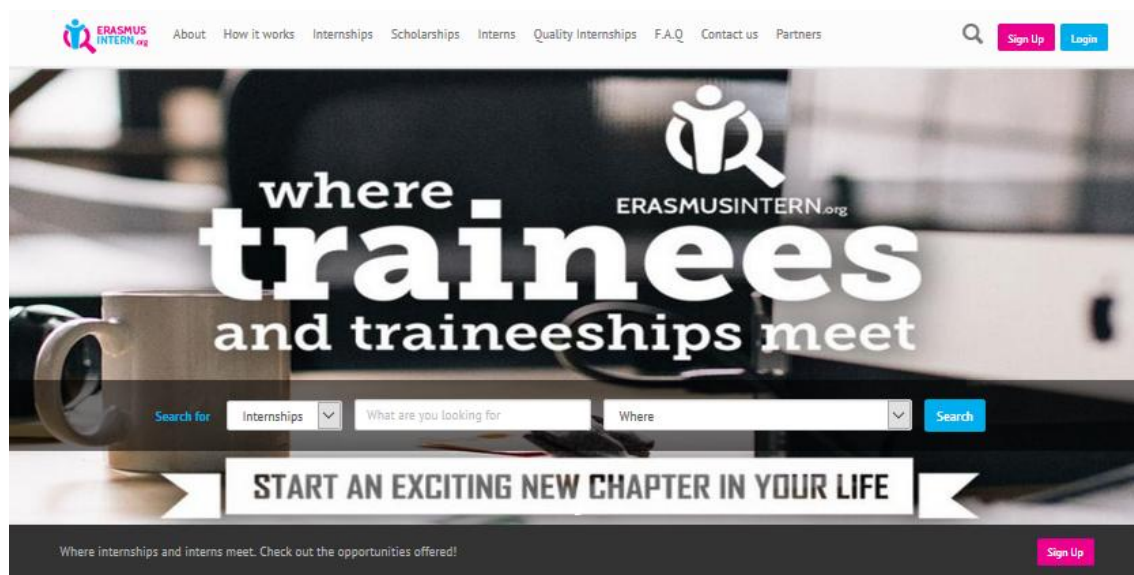 ERASMUS
INTERN.org
About How it works Internships Scholarships Interns Quality Internships F.A.Q Contact us Partners
Sign Up Login
ERASMUSINTERN.org
where
trainees
and traineeships meet
Search for Internships What are you looking for Where Search
START AN EXCITING NEW CHAPTER IN YOUR LIFE
Where internships and interns meet. Check out the opportunities offered! Sign Up